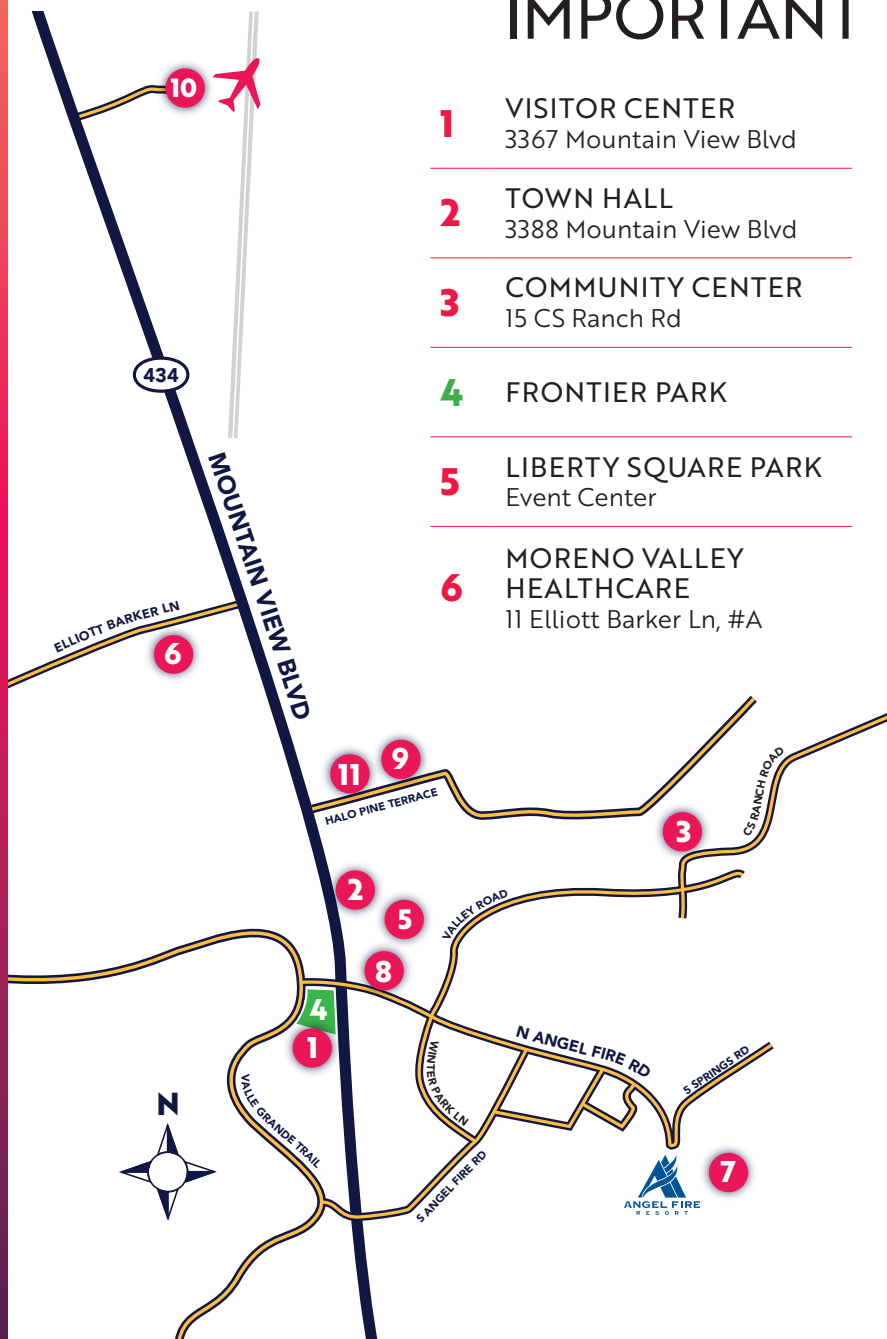 IMPORTANT
1
VISITOR CENTER
3367 Mountain View Blvd
2
TOWN HALL
3388 Mountain View Blvd
3
COMMUNITY CENTER
15 CS Ranch Rd
4
FRONTIER PARK
5
LIBERTY SQUARE PARK
Event Center
6
MORENO VALLEY
HEALTHCARE
11 Elliott Barker Ln, #A
10
434
MOUNTAIN VIEW BLVD
ELLIOTT BARKER LN
6
11
9
HALO PINE TERRACE
CS RANCH ROAD
3
2
5
VALLEY ROAD
8
4
1
N ANGEL FIRE RD
WINTER PARK LN
S SPRINGS RD
VALLE GRANDE TRAIL
S ANGEL FIRE RD
N
7
ANGEL FIRE
RESORT